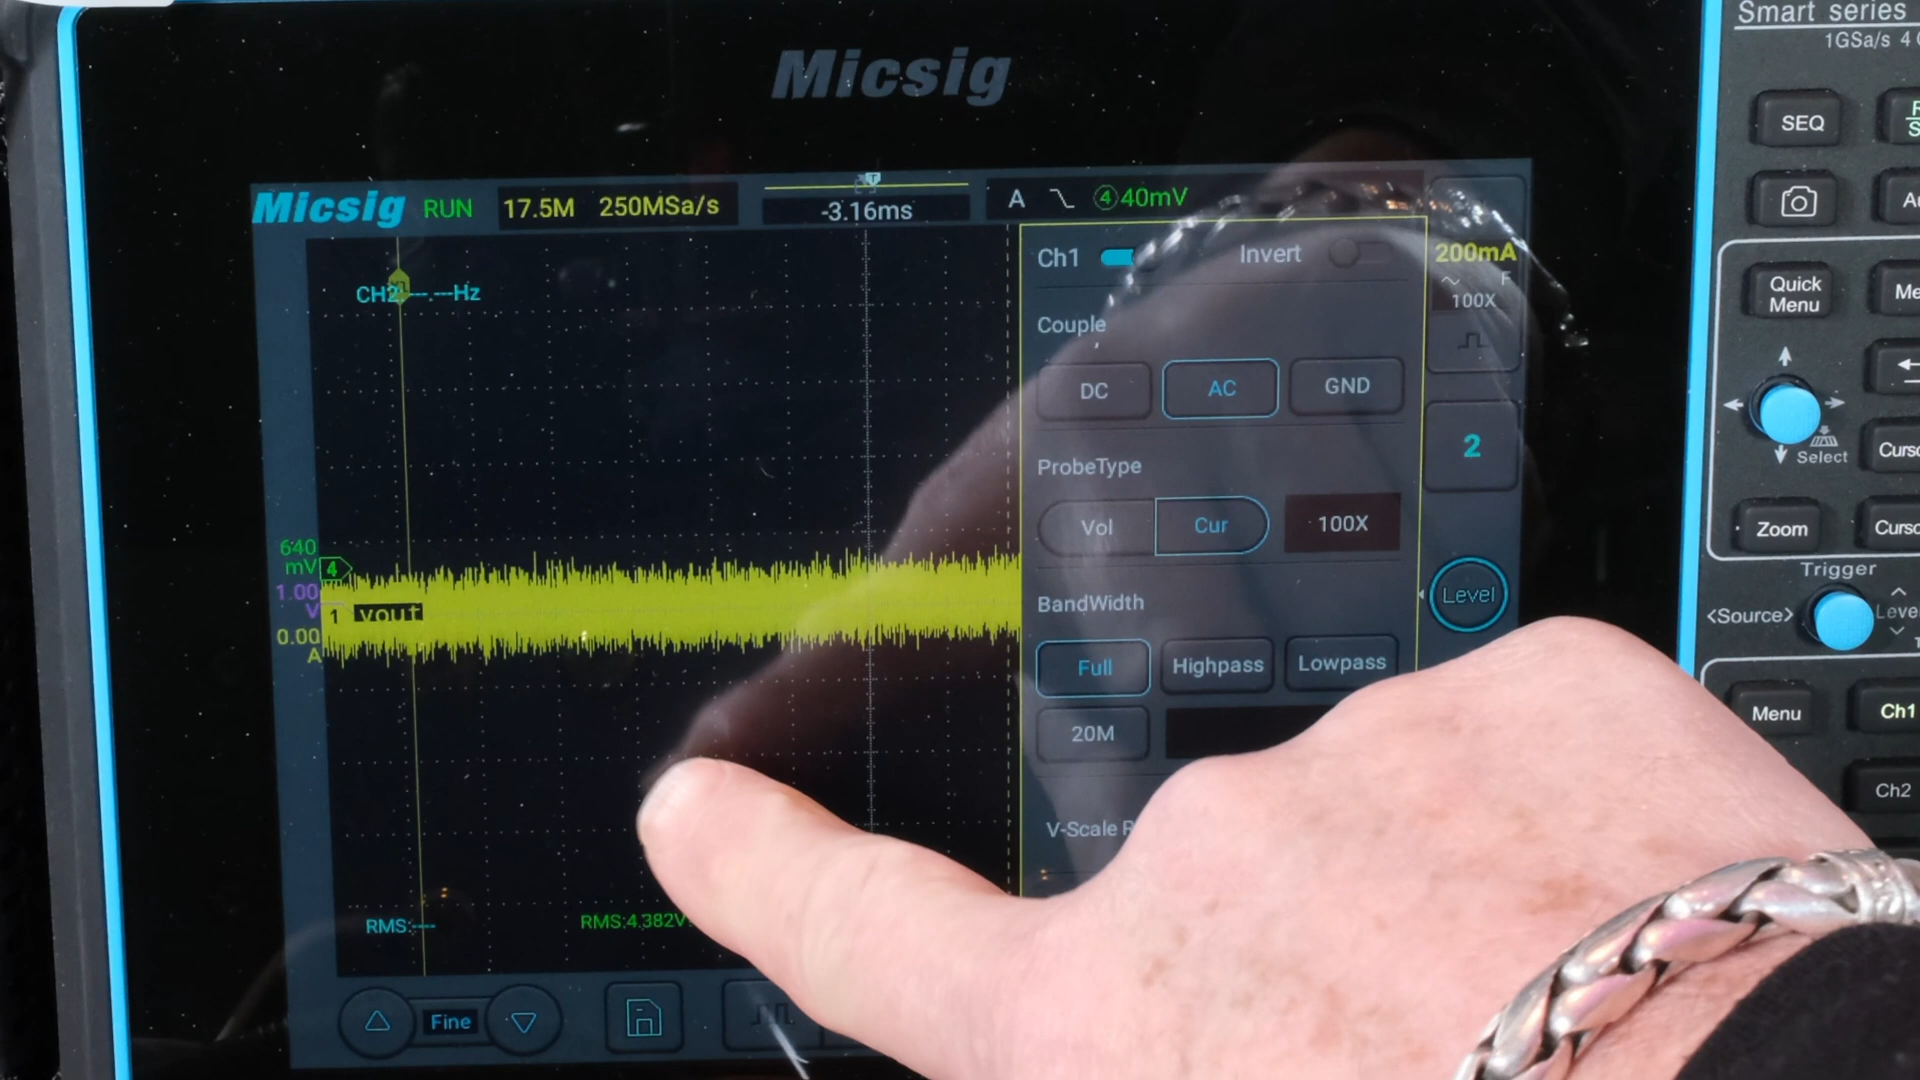 Smart series
1GSa/s 4
Micsig
SEQ
Micsig RUN 17.5M 250MSa/s -3.16ms A 4 40mV
Ch1 Invert 200mA
F
100X
CH2 ---.---Hz
Quick
Menu
Couple
DC AC GND
2
Select
ProbeType
Vol Cur 100X
Zoom
640
mV 4
Trigger
1.00
V
1 vout
0.00
A
BandWidth
Level
<Source>
Full Highpass Lowpass
20M
Menu Ch1
Ch2
V-Scale
RMS:---- RMS:4.382V
Fine